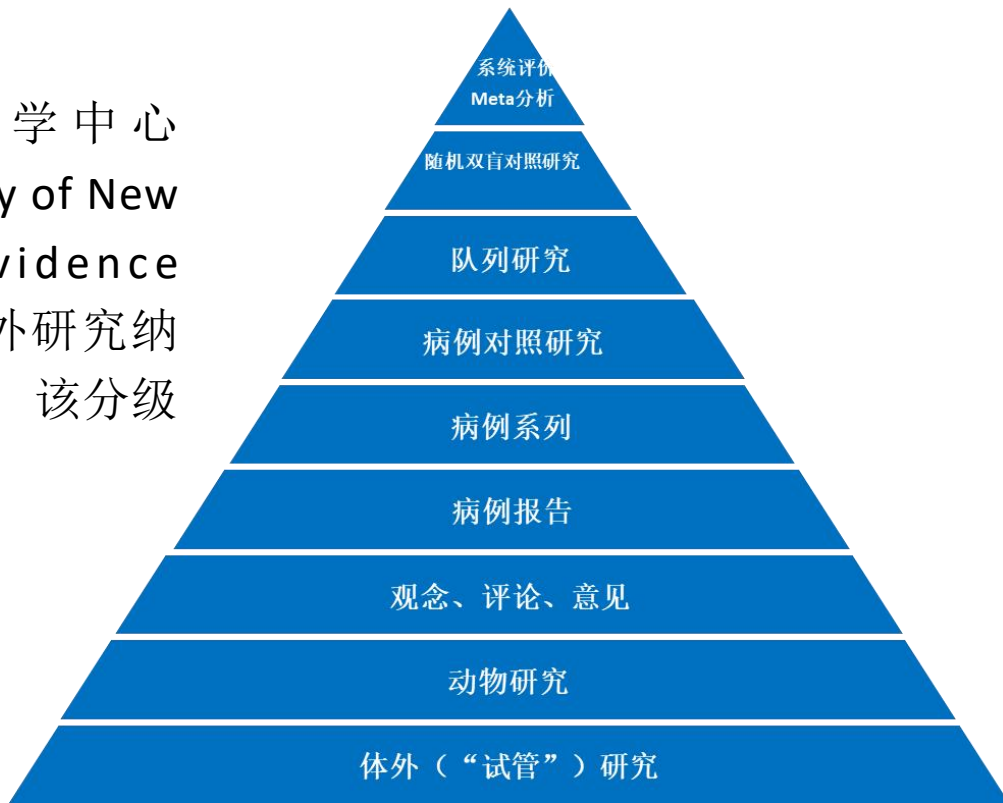 学中心
y of New
vidence
外研究纳
该分级
系统评价
Meta分析
随机双盲对照研究
队列研究
病例对照研究
病例系列
病例报告
观念、评论、意见
动物研究
体外（“试管”）研究